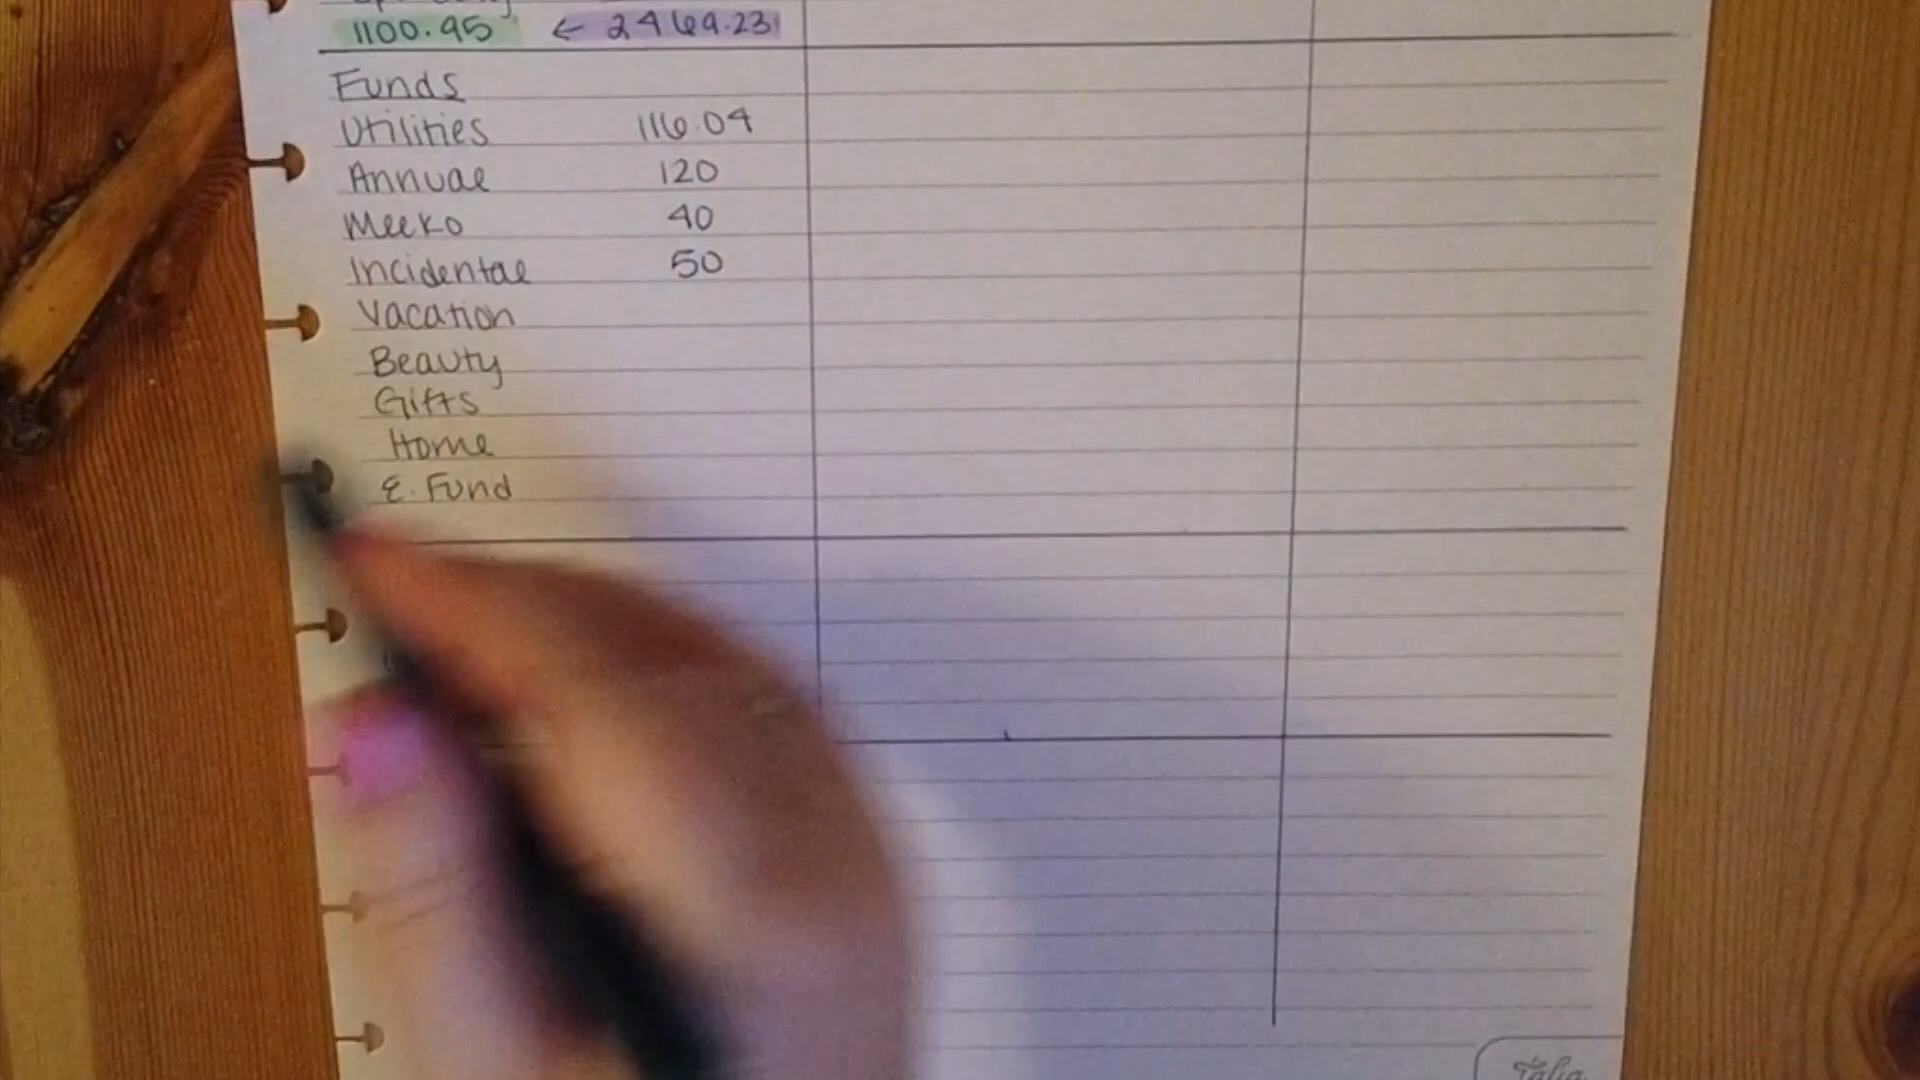 1100.95 ← 2469.23
Funds
Utilities 116.04
Annual 120
Meeko 40
Incidental 50
Vacation
Beauty
Gifts
Home
E. Fund
Talia